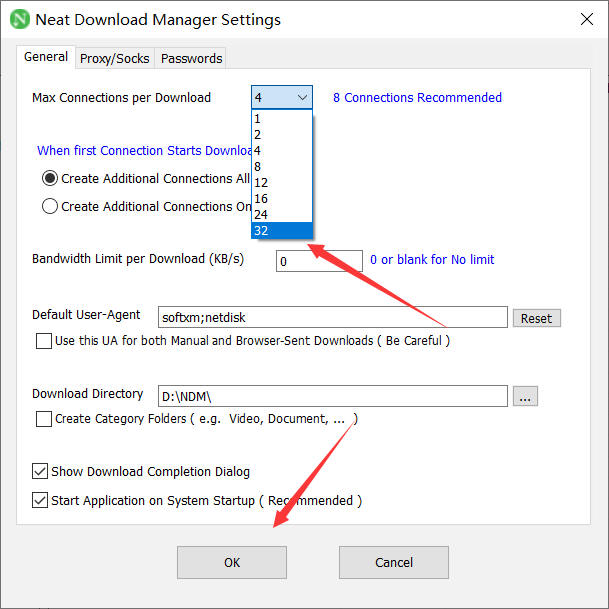 Neat Download Manager Settings
General Proxy/Socks Passwords
Max Connections per Download 4 8 Connections Recommended
1
2
4
8
12
16
24
32
When first Connection Starts Downloa
Create Additional Connections All
Create Additional Connections On
Bandwidth Limit per Download (KB/s) 0 0 or blank for No limit
Default User-Agent softxm;netdisk Reset
Use this UA for both Manual and Browser-Sent Downloads ( Be Careful )
Download Directory D:\NDM\ ...
Create Category Folders ( e.g. Video, Document, ... )
Show Download Completion Dialog
Start Application on System Startup ( Recommended )
OK Cancel